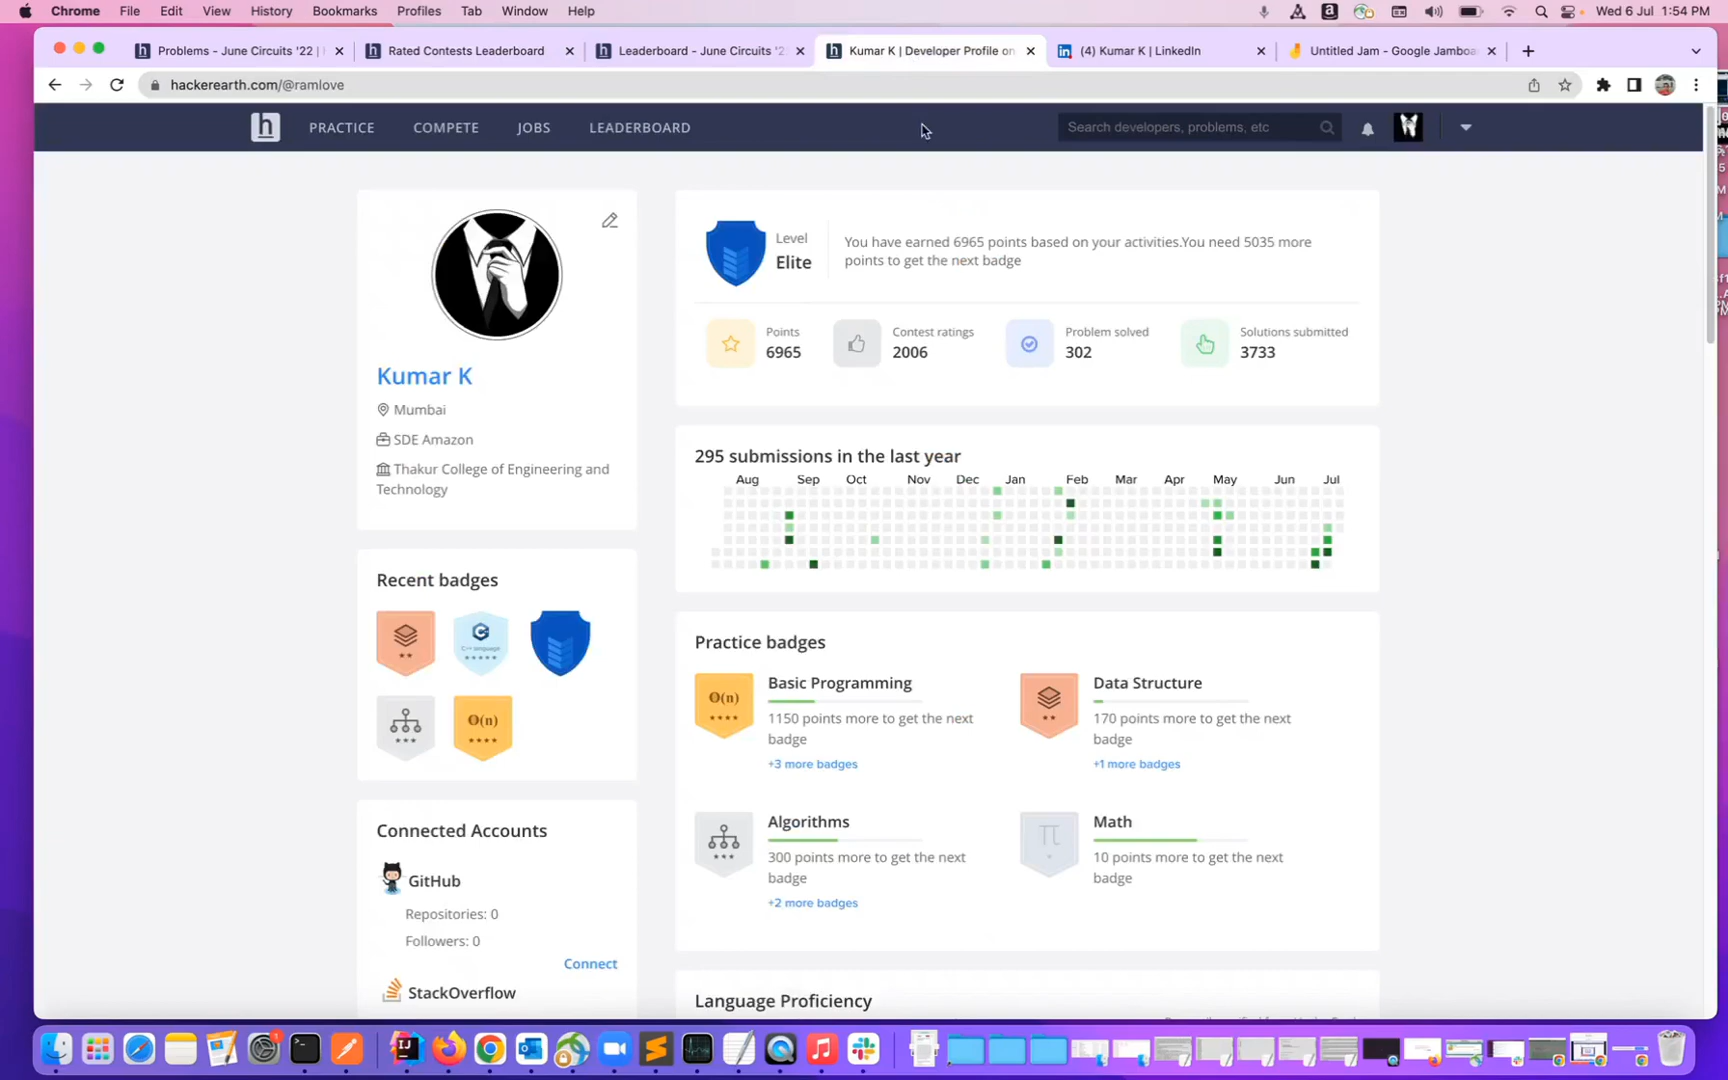 Chrome File Edit View History Bookmarks Profiles Tab Window Help Wed 6 Jul 1:54 PM
Problems - June Circuits '22 | Rated Contests Leaderboard Leaderboard - June Circuits '2 Kumar K | Developer Profile on (4) Kumar K | LinkedIn Untitled Jam - Google Jamboa
hackerearth.com/@ramlove
h PRACTICE COMPETE JOBS LEADERBOARD Search developers, problems, etc
Kumar K
Mumbai
SDE Amazon
Thakur College of Engineering and
Technology
Level
Elite
You have earned 6965 points based on your activities.You need 5035 more
points to get the next badge
Points
6965
Contest ratings
2006
Problem solved
302
Solutions submitted
3733
295 submissions in the last year
Aug Sep Oct Nov Dec Jan Feb Mar Apr May Jun Jul
Recent badges
C++ language
θ(n)
Practice badges
θ(n)
Basic Programming
1150 points more to get the next
badge
+3 more badges
Data Structure
170 points more to get the next
badge
+1 more badges
Algorithms
300 points more to get the next
badge
+2 more badges
Math
10 points more to get the next
badge
Connected Accounts
GitHub
Repositories: 0
Followers: 0
Connect
StackOverflow
Language Proficiency